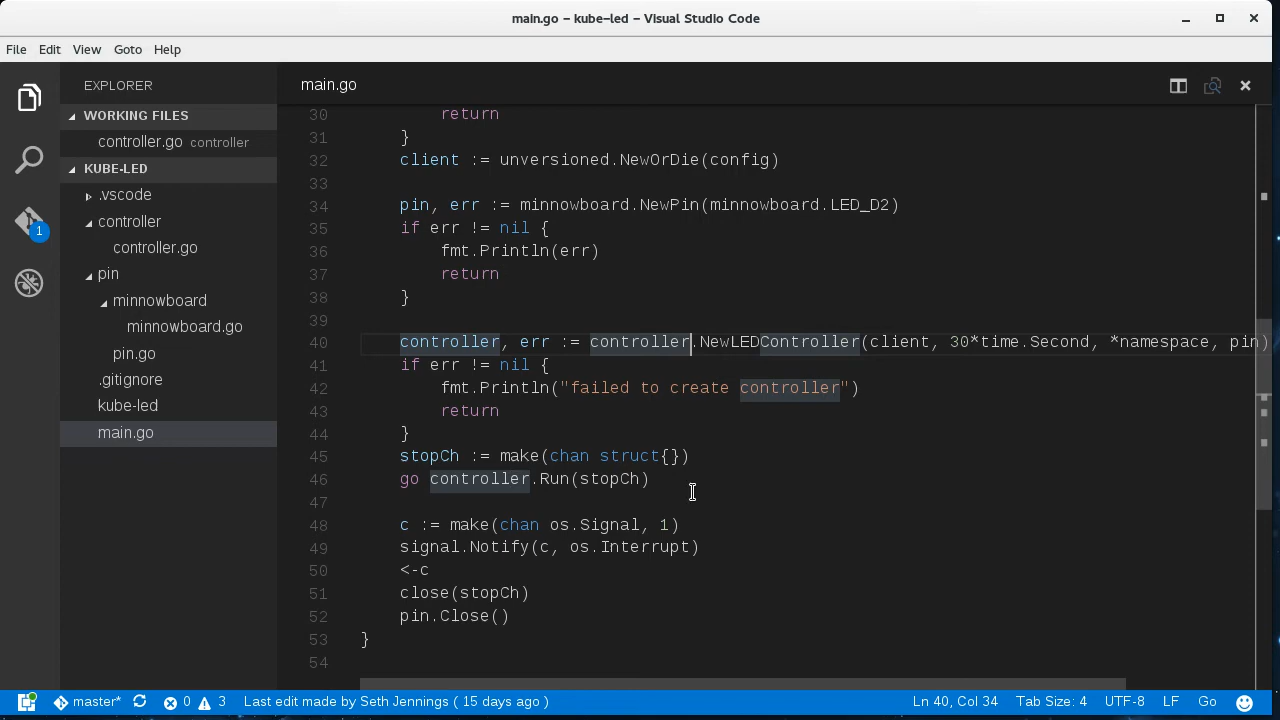 main.go – kube–led – Visual Studio Code
File Edit View Goto Help
EXPLORER
WORKING FILES
controller.go controller
KUBE-LED
.vscode
controller
controller.go
pin
minnowboard
minnowboard.go
pin.go
.gitignore
kube-led
main.go
1
main.go
30 return
31 }
32 client := unversioned.NewOrDie(config)
33
34 pin, err := minnowboard.NewPin(minnowboard.LED_D2)
35 if err != nil {
36 fmt.Println(err)
37 return
38 }
39
40 controller, err := controller.NewLEDController(client, 30*time.Second, *namespace, pin)
41 if err != nil {
42 fmt.Println("failed to create controller")
43 return
44 }
45 stopCh := make(chan struct{})
46 go controller.Run(stopCh)
47
48 c := make(chan os.Signal, 1)
49 signal.Notify(c, os.Interrupt)
50 <-c
51 close(stopCh)
52 pin.Close()
53 }
54
master* 0 3 Last edit made by Seth Jennings ( 15 days ago ) Ln 40, Col 34 Tab Size: 4 UTF-8 LF Go